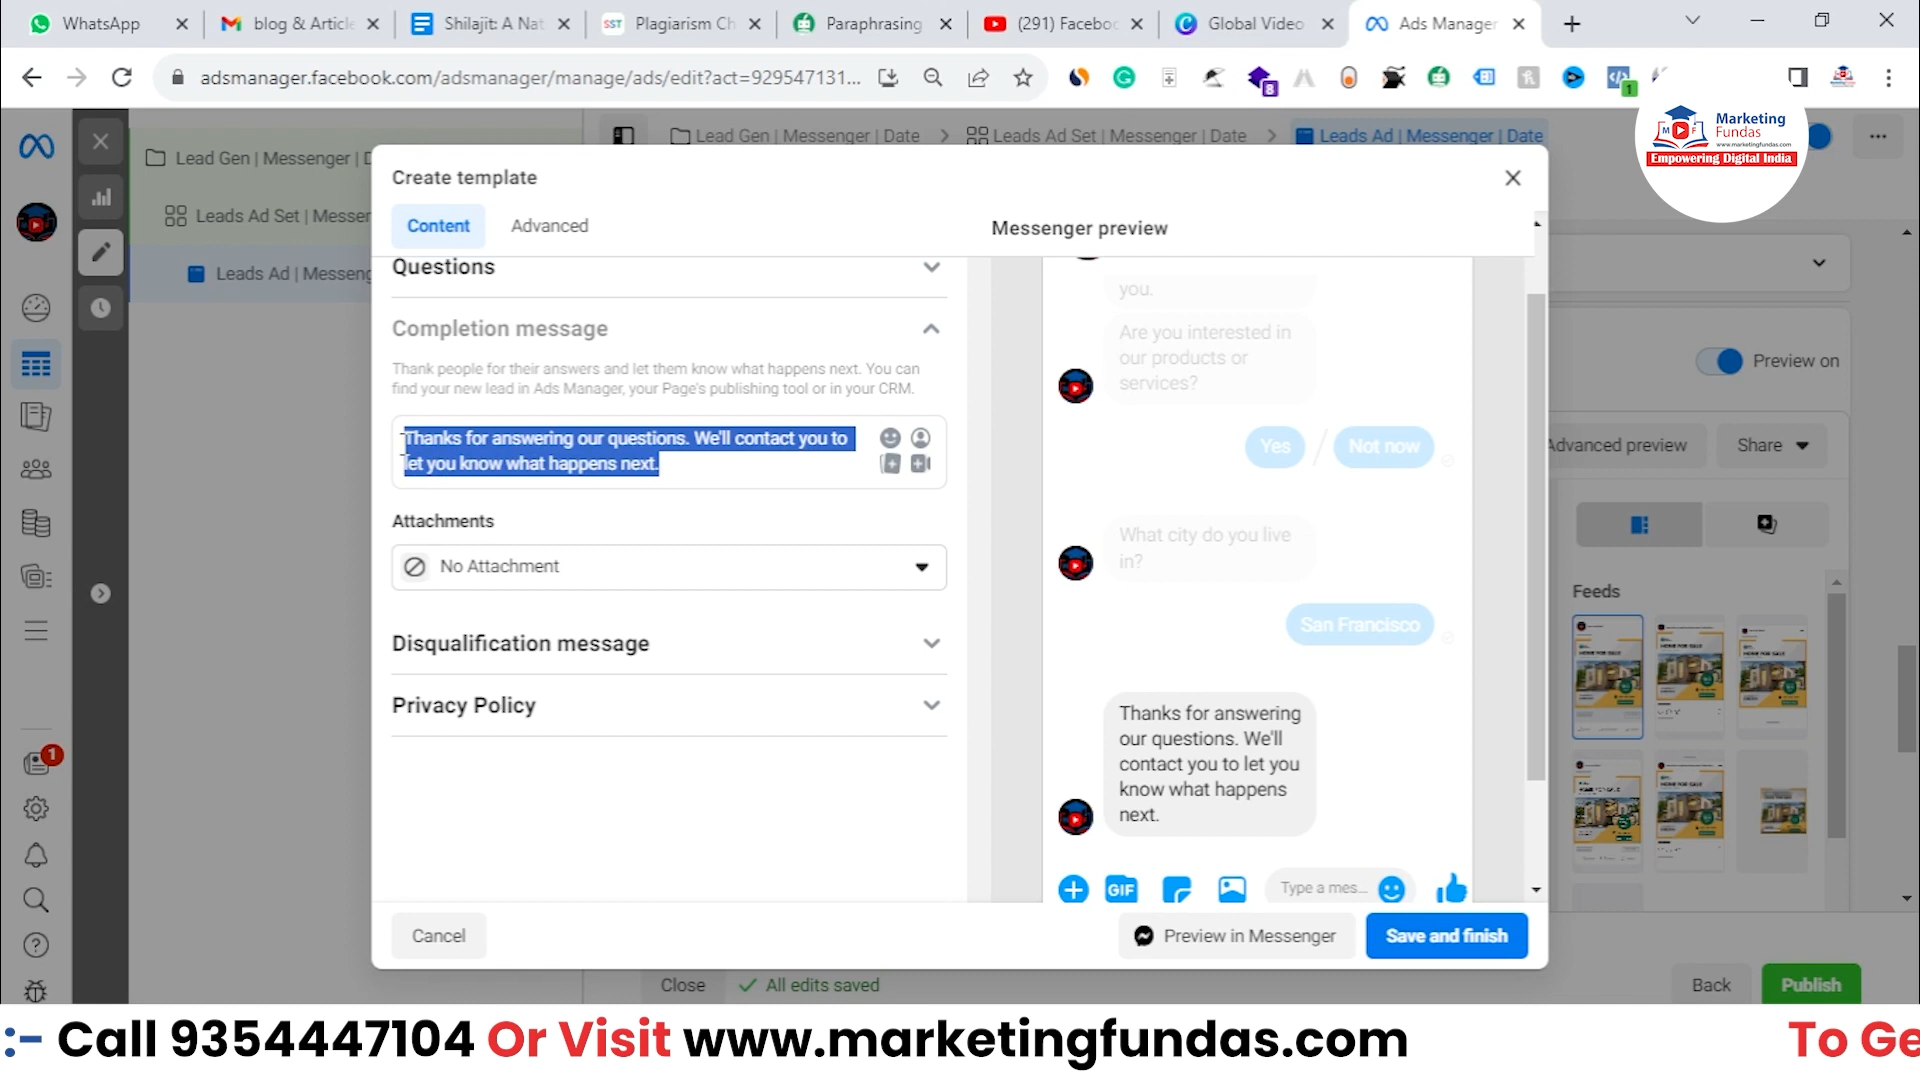 WhatsApp
blog & Article
Shilajit: A Nat
SST
Plagiarism Ch
Paraphrasing
(291) Faceboo
Global Video
Ads Manager
adsmanager.facebook.com/adsmanager/manage/ads/edit?act=929547131...
8
1
Marketing
Fundas
www.marketingfundas.com
Empowering Digital India
Lead Gen | Messenger | Date
Leads Ad Set | Messenger | Date
Leads Ad | Messenger | Date
Lead Gen | Messenger | D
Leads Ad Set | Messer
Leads Ad | Messeng
Create template
Content
Advanced
Messenger preview
Questions
Completion message
Thank people for their answers and let them know what happens next. You can
find your new lead in Ads Manager, your Page's publishing tool or in your CRM.
Thanks for answering our questions. We'll contact you to
let you know what happens next.
Attachments
No Attachment
Disqualification message
Privacy Policy
you.
Are you interested in
our products or
services?
Yes
Not now
What city do you live
in?
San Francisco
Thanks for answering
our questions. We'll
contact you to let you
know what happens
next.
GIF
Type a mes...
Cancel
Preview in Messenger
Save and finish
Preview on
Advanced preview
Share
Feeds
1
Close
All edits saved
Back
Publish
:- Call 9354447104 Or Visit www.marketingfundas.com
To Ge